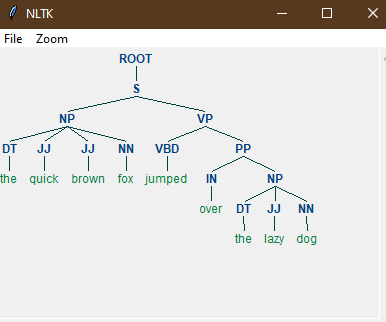 NLTK
File Zoom
ROOT
S
NP VP
DT JJ JJ NN VBD PP
the quick brown fox jumped IN NP
over DT JJ NN
the lazy dog